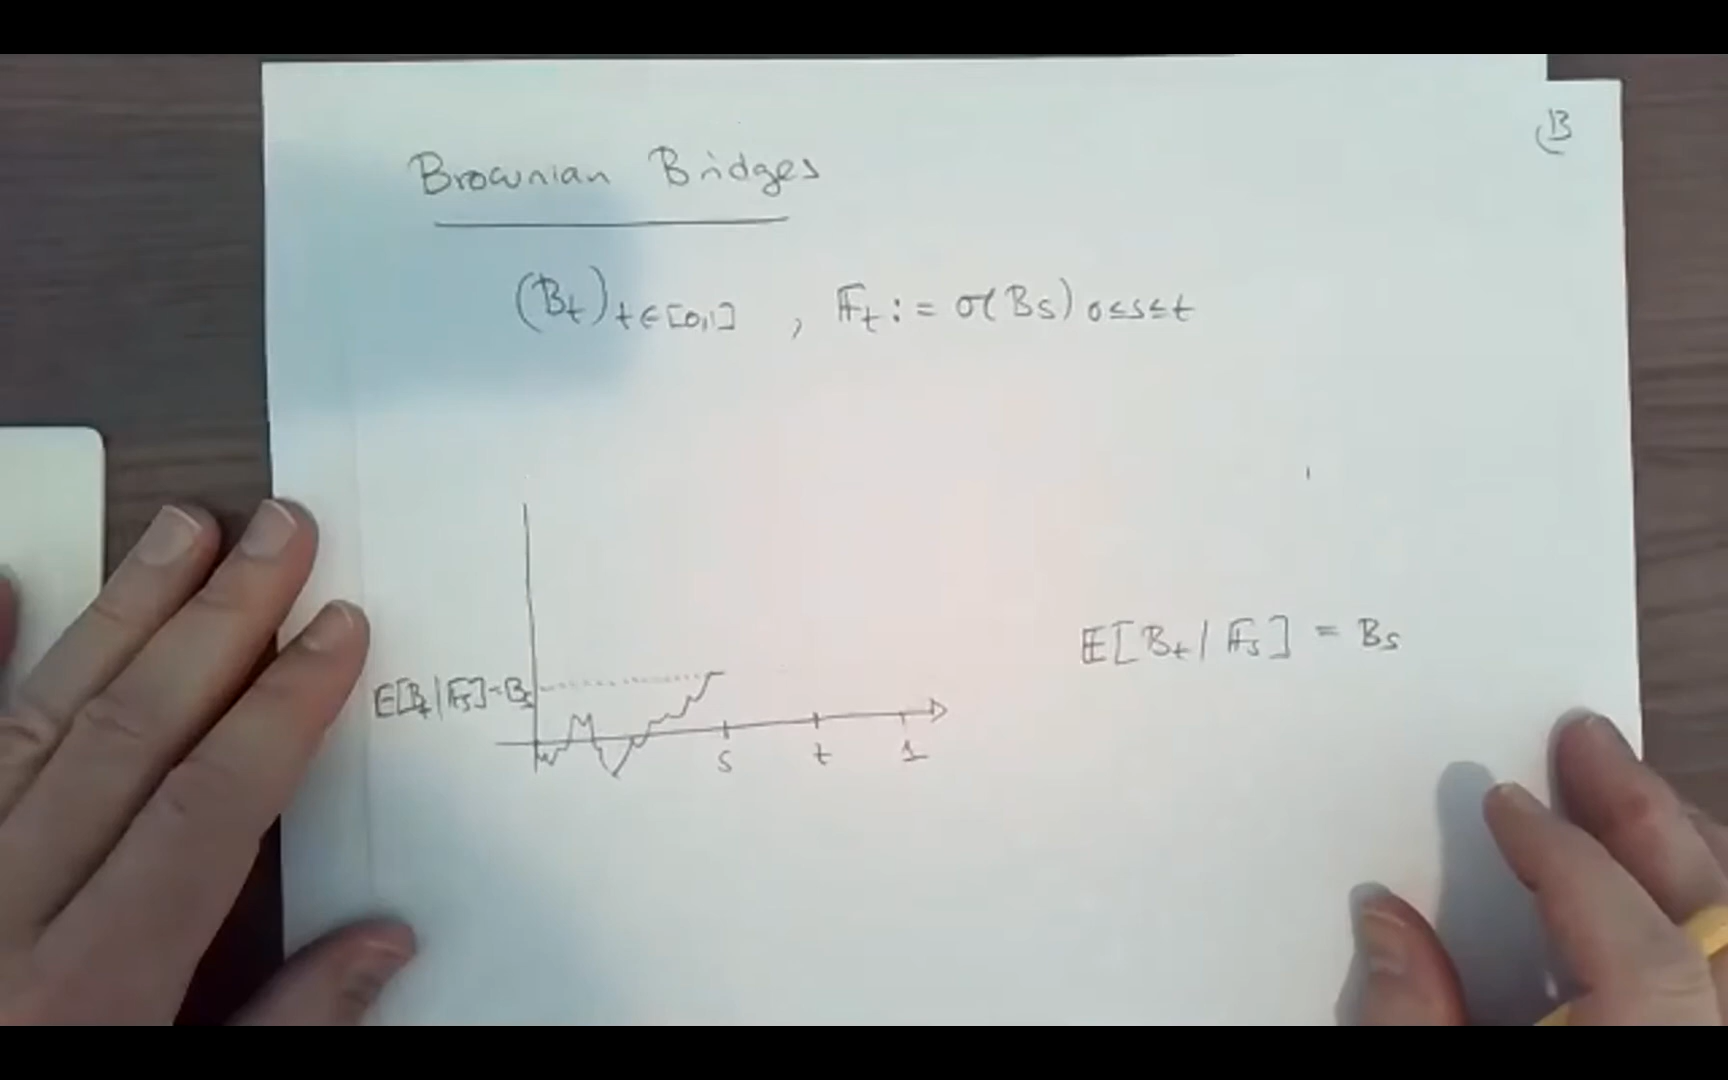 B
Brownian Bridges
(B_t)_{t∈[0,1]} , 𝔽_t := σ(B_s)_{0≤s≤t}
𝔼[B_t | 𝔽_s] = B_s
E[B_t | 𝔽_s] = B_s
s t 1